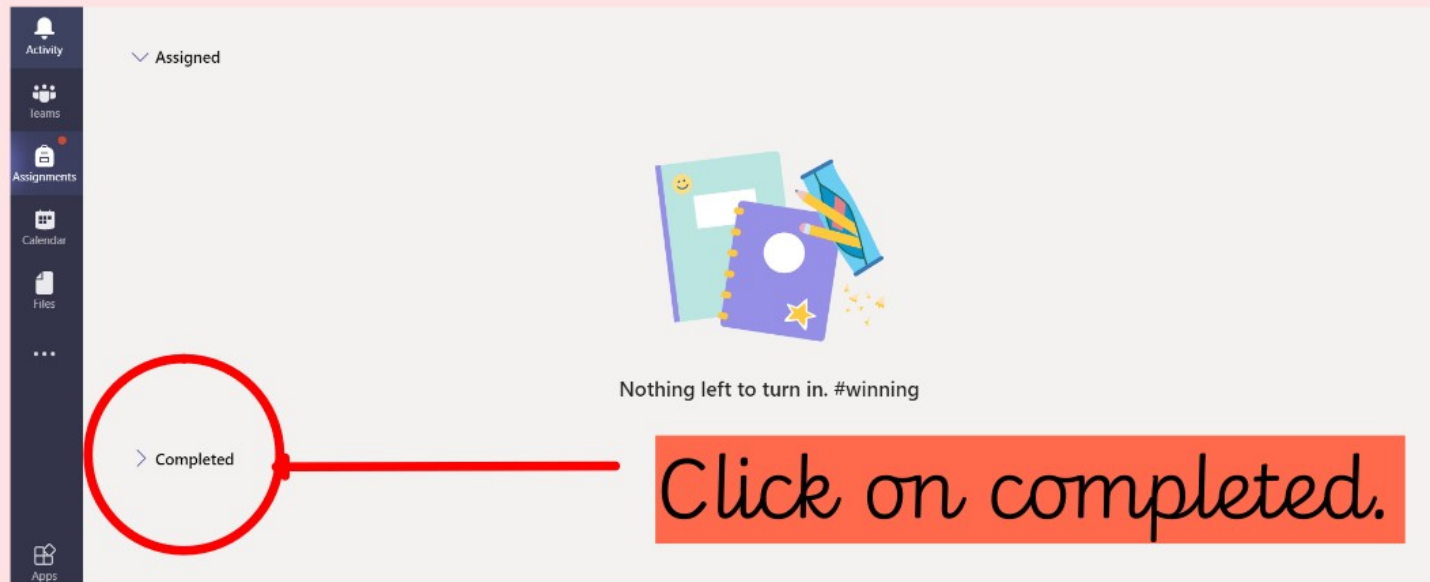 Activity
Teams
Assignments
Calendar
Files
...
Apps
Assigned
Nothing left to turn in. #winning
Completed
Click on completed.